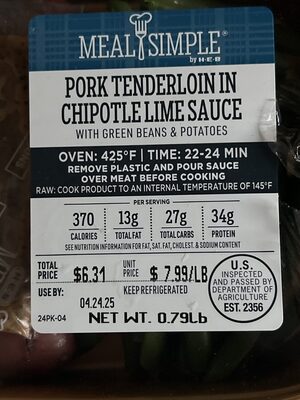 MEAL SIMPLE®
by H-E-B
PORK TENDERLOIN IN
CHIPOTLE LIME SAUCE
WITH GREEN BEANS & POTATOES
OVEN: 425°F | TIME: 22-24 MIN
REMOVE PLASTIC AND POUR SAUCE
OVER MEAT BEFORE COOKING
RAW: COOK PRODUCT TO AN INTERNAL TEMPERATURE OF 145°F
PER SERVING
370 13g 27g 34g
CALORIES TOTAL FAT TOTAL CARBS PROTEIN
SEE NUTRITION INFORMATION FOR FAT, SAT. FAT, CHOLEST. & SODIUM CONTENT
TOTAL PRICE $6.31 UNIT PRICE $ 7.99/LB
USE BY: KEEP REFRIGERATED
04.24.25
24PK-04 NET WT. 0.79Lb
U.S.
INSPECTED
AND PASSED BY
DEPARTMENT OF
AGRICULTURE
EST. 2356